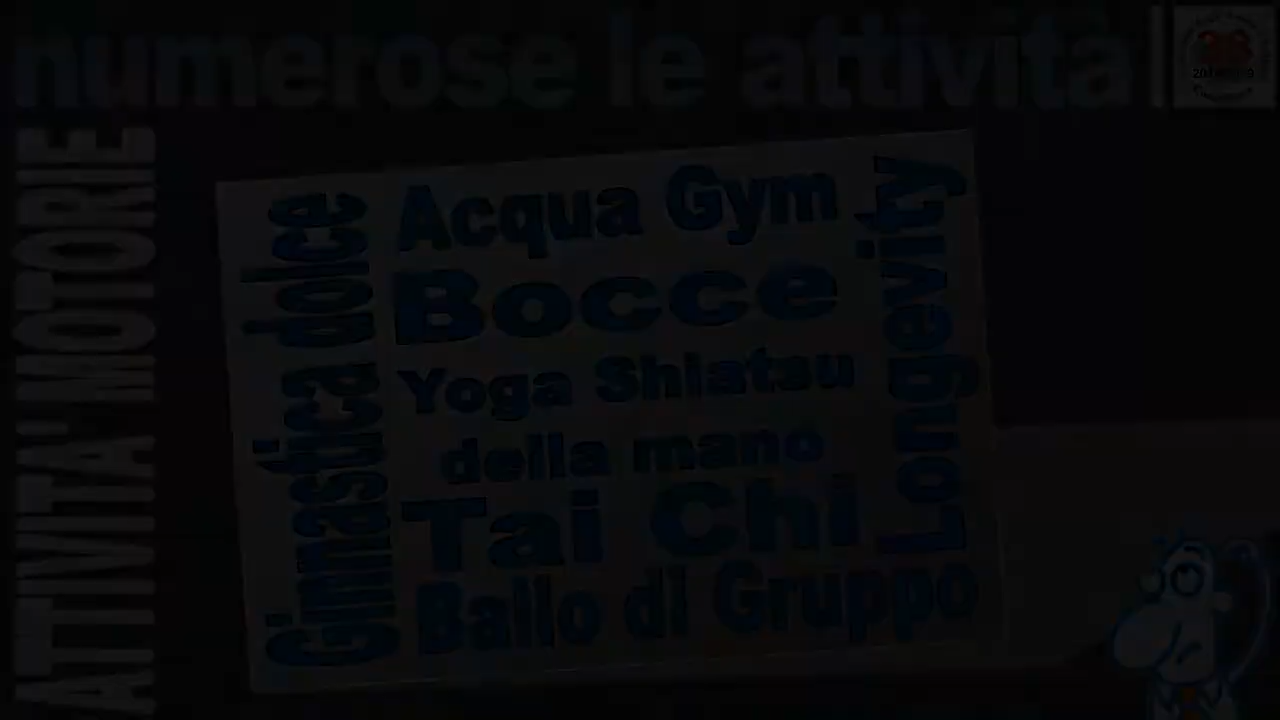 numerose le attività
ATTIVITA' MOTORIE
Ginnastica dolce
Acqua Gym
Bocce
Yoga Shiatsu
della mano
Tai Chi
Ballo di Gruppo
Longevity